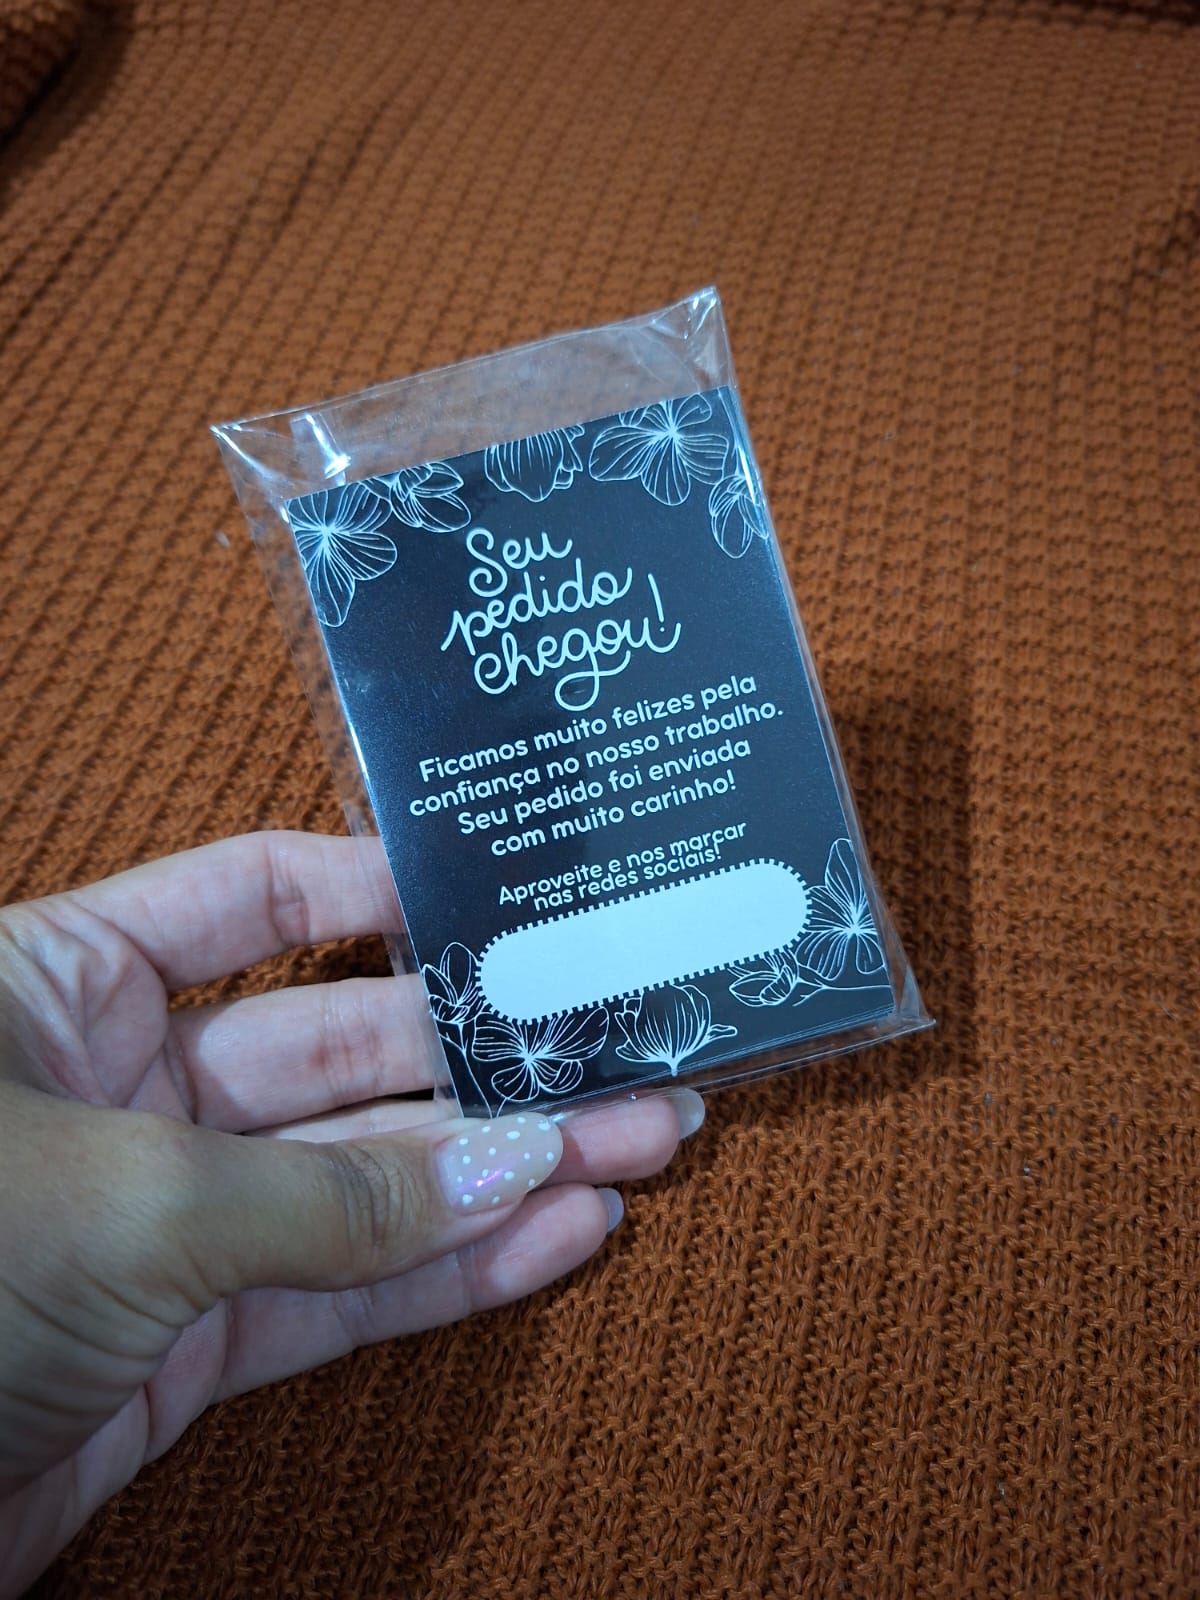 Seu
pedido
chegou!
Ficamos muito felizes pela
confiança no nosso trabalho.
Seu pedido foi enviada
com muito carinho!
Aproveite e nos marcar
nas redes sociais!